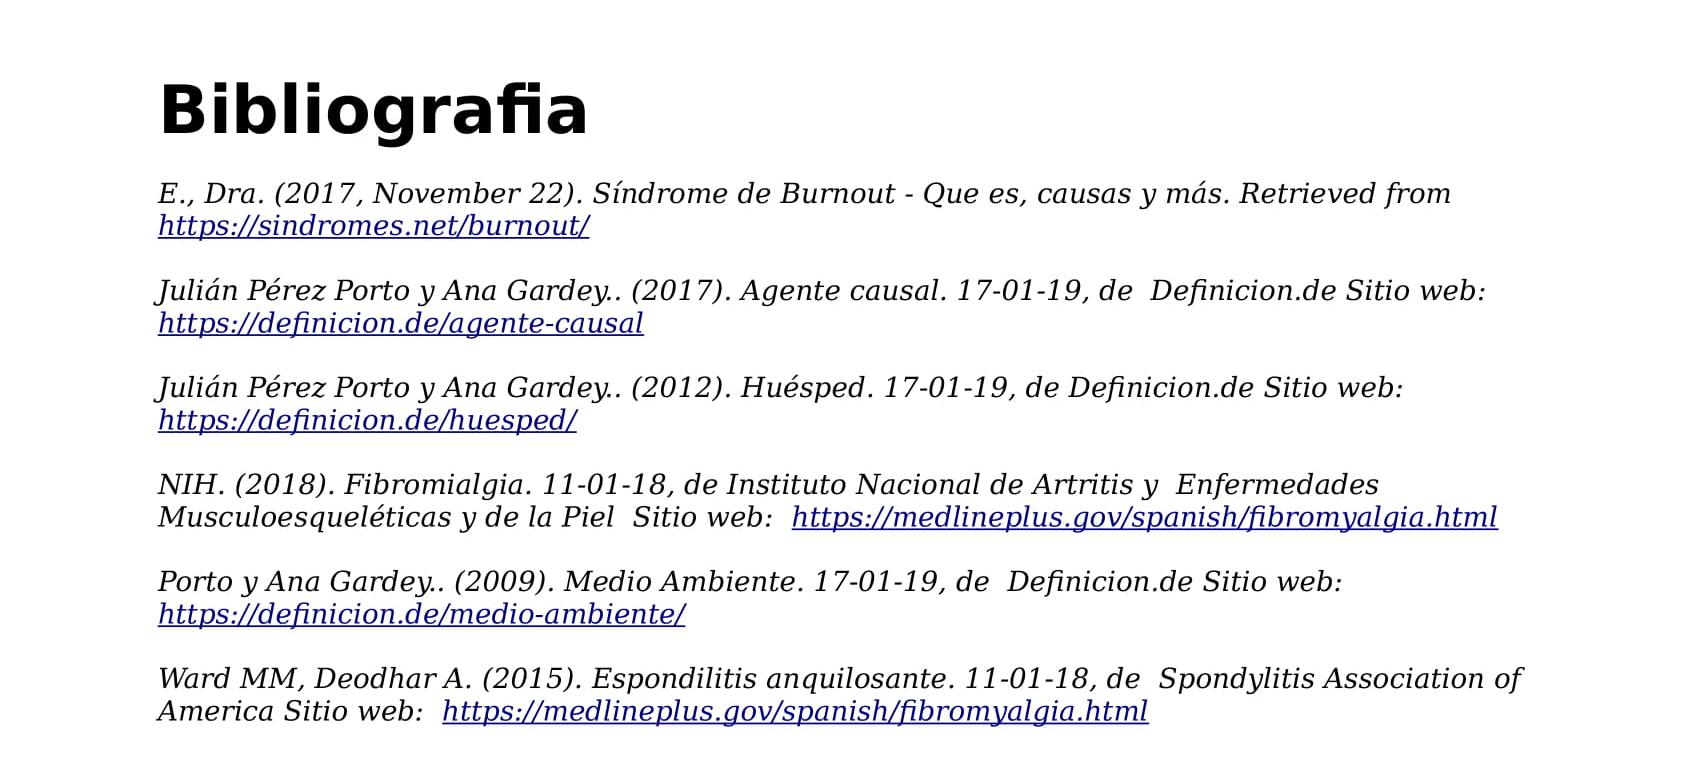 Bibliografia
E., Dra. (2017, November 22). Síndrome de Burnout - Que es, causas y más. Retrieved from
https://sindromes.net/burnout/
Julián Pérez Porto y Ana Gardey.. (2017). Agente causal. 17-01-19, de  Definicion.de Sitio web:
https://definicion.de/agente-causal
Julián Pérez Porto y Ana Gardey.. (2012). Huésped. 17-01-19, de Definicion.de Sitio web:
https://definicion.de/huesped/
NIH. (2018). Fibromialgia. 11-01-18, de Instituto Nacional de Artritis y  Enfermedades
Musculoesqueléticas y de la Piel  Sitio web:  https://medlineplus.gov/spanish/fibromyalgia.html
Porto y Ana Gardey.. (2009). Medio Ambiente. 17-01-19, de  Definicion.de Sitio web:
https://definicion.de/medio-ambiente/
Ward MM, Deodhar A. (2015). Espondilitis anquilosante. 11-01-18, de  Spondylitis Association of
America Sitio web:  https://medlineplus.gov/spanish/fibromyalgia.html